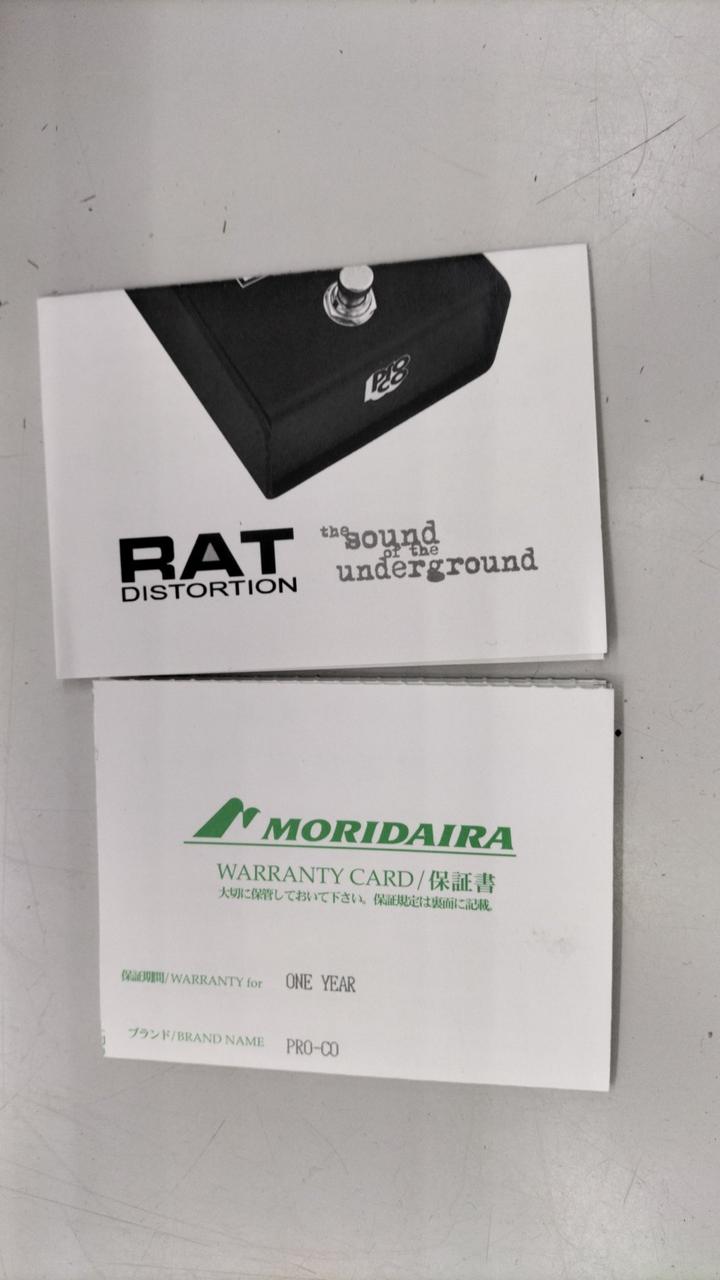 pro
co
RAT
DISTORTION
the sound
of the
underground
MORIDAIRA
WARRANTY CARD/保証書
大切に保管しておいて下さい。保証規定は裏面に記載。
保証期間/WARRANTY for ONE YEAR
ブランド/BRAND NAME PRO-CO